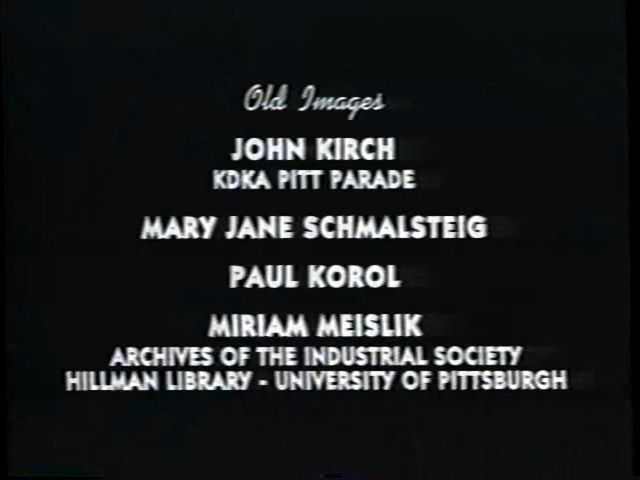 Old Images
JOHN KIRCH
KDKA PITT PARADE
MARY JANE SCHMALSTEIG
PAUL KOROL
MIRIAM MEISLIK
ARCHIVES OF THE INDUSTRIAL SOCIETY
HILLMAN LIBRARY - UNIVERSITY OF PITTSBURGH